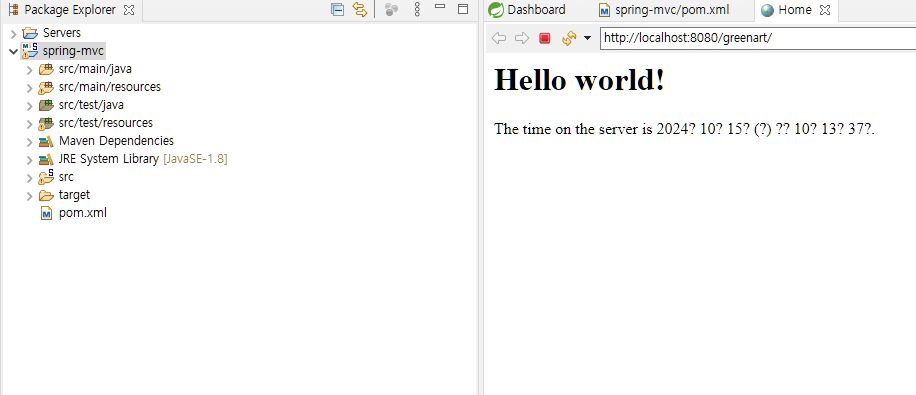 Package Explorer
Servers
spring-mvc
src/main/java
src/main/resources
src/test/java
src/test/resources
Maven Dependencies
JRE System Library [JavaSE-1.8]
src
target
pom.xml
Dashboard
spring-mvc/pom.xml
Home
http://localhost:8080/greenart/
Hello world!
The time on the server is 2024? 10? 15? (?) ?? 10? 13? 37?.